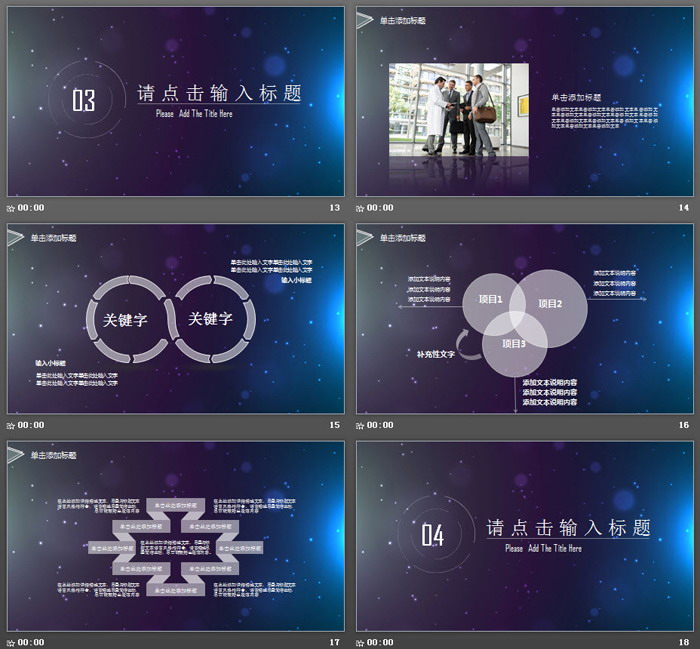 03
请点击输入标题
Please Add The Title Here
00:00
13
单击添加标题
单击添加标题
00:00
14
单击添加标题
单击此处输入文字单击此处输入文字
单击此处输入文字单击此处输入文字
输入小标题
关键字
关键字
输入小标题
单击此处输入文字单击此处输入文字
单击此处输入文字单击此处输入文字
00:00
15
单击添加标题
添加文本说明内容
添加文本说明内容
添加文本说明内容
添加文本说明内容
添加文本说明内容
添加文本说明内容
项目1
项目2
项目3
补充性文字
添加文本说明内容
添加文本说明内容
添加文本说明内容
00:00
16
单击添加标题
单击此处添加标题
单击此处添加标题
单击此处添加标题
单击此处添加标题
单击此处添加标题
单击此处添加标题
单击此处添加标题
单击此处添加标题
00:00
17
04
请点击输入标题
Please Add The Title Here
00:00
18